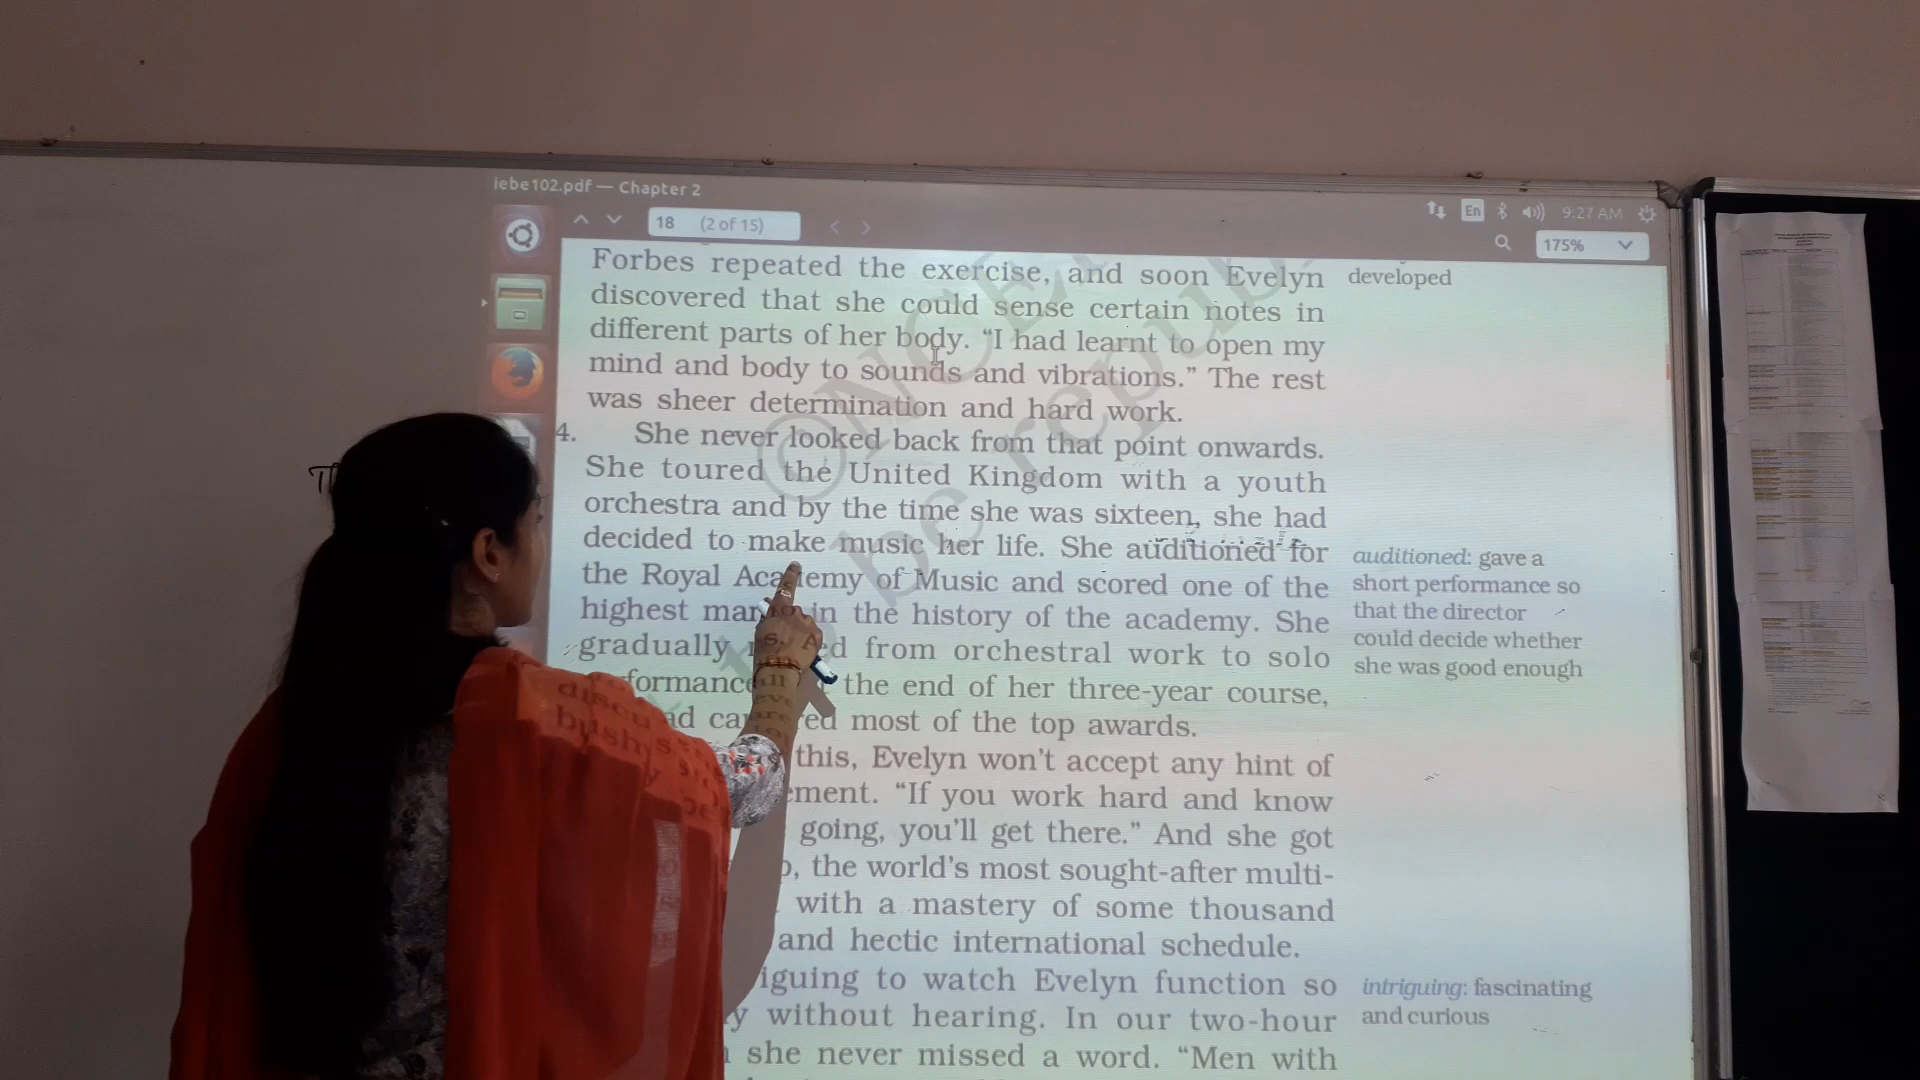 iebe102.pdf — Chapter 2
18 (2 of 15)
En
9:27 AM
175%
Forbes repeated the exercise, and soon Evelyn
discovered that she could sense certain notes in
different parts of her body. “I had learnt to open my
mind and body to sounds and vibrations.” The rest
was sheer determination and hard work.
4. She never looked back from that point onwards.
She toured the United Kingdom with a youth
orchestra and by the time she was sixteen, she had
decided to make music her life. She auditioned for
the Royal Academy of Music and scored one of the
highest in the history of the academy. She
gradually from orchestral work to solo
the end of her three-year course,
most of the top awards.
this, Evelyn won’t accept any hint of
“If you work hard and know
going, you’ll get there.” And she got
the world’s most sought-after multi-
with a mastery of some thousand
and hectic international schedule.
to watch Evelyn function so
without hearing. In our two-hour
she never missed a word. “Men with
developed
auditioned: gave a
short performance so
that the director
could decide whether
she was good enough
intriguing: fascinating
and curious
©NCE
be repub